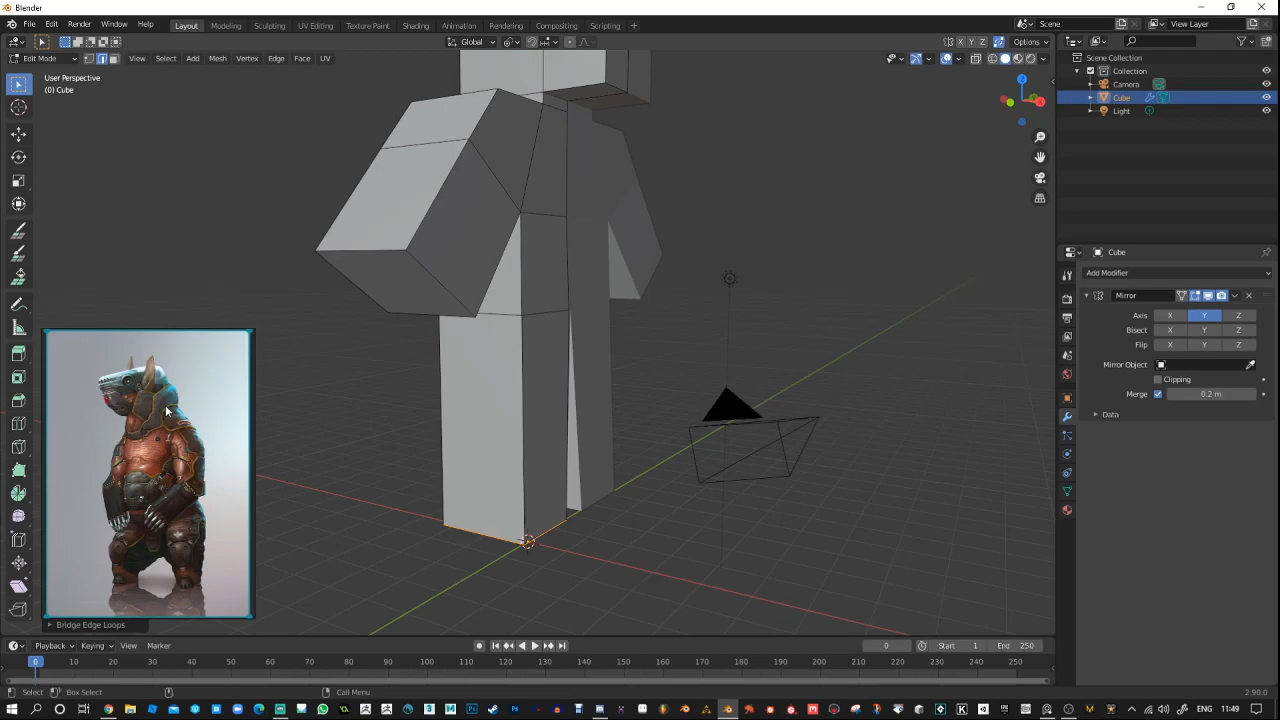 Blender
File Edit Render Window Help Layout Modeling Sculpting UV Editing Texture Paint Shading Animation Rendering Compositing Scripting + Scene View Layer
Global X Y Z Options
Edit Mode View Select Add Mesh Vertex Edge Face UV
User Perspective
(0) Cube
Z
Scene Collection
Collection
Camera
Cube
Light
Cube
Add Modifier
Mirror
Axis X Y Z
Bisect X Y Z
Flip X Y Z
Mirror Object
Clipping
Merge 0.2 m
Data
Bridge Edge Loops
Playback Keying View Marker 0 Start 1 End 250
0 10 20 30 40 50 60 70 80 90 100 110 120 130 140 150 160 170 180 190 200 210 220 230 240 250
Select Box Select Call Menu 2.90.0
ENG 11:49